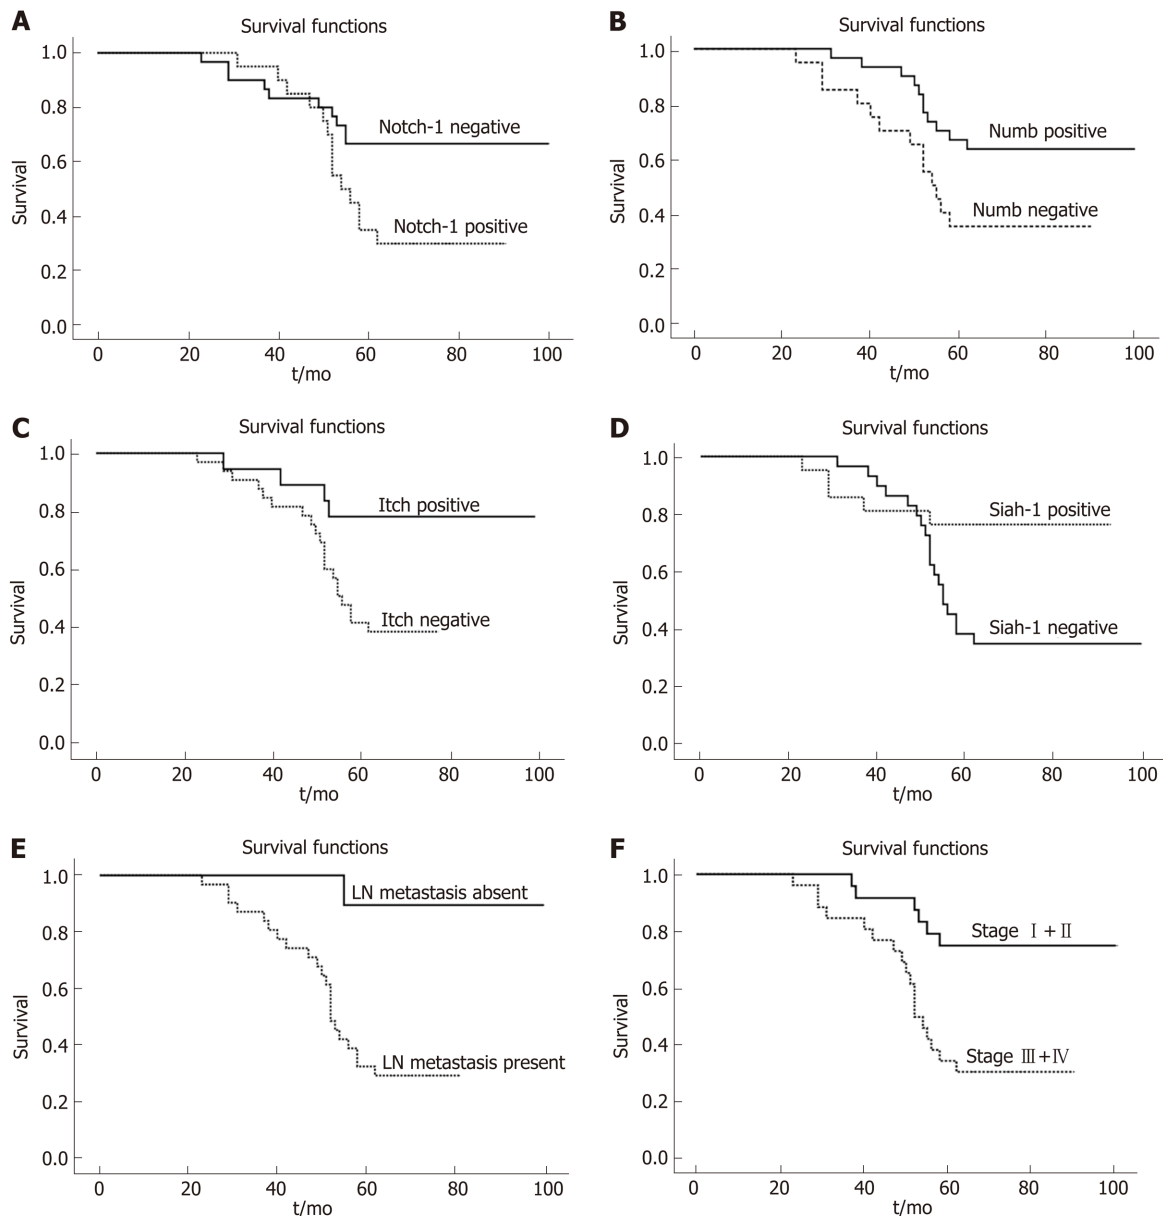 A
Survival functions
1.0
0.8
0.6
0.4
0.2
0.0
Survival
Notch-1 negative
Notch-1 positive
0 20 40 60 80 100
t/mo
B
Survival functions
1.0
0.8
0.6
0.4
0.2
0.0
Survival
Numb positive
Numb negative
0 20 40 60 80 100
t/mo
C
Survival functions
1.0
0.8
0.6
0.4
0.2
0.0
Survival
Itch positive
Itch negative
0 20 40 60 80 100
t/mo
D
Survival functions
1.0
0.8
0.6
0.4
0.2
0.0
Survival
Siah-1 positive
Siah-1 negative
0 20 40 60 80 100
t/mo
E
Survival functions
1.0
0.8
0.6
0.4
0.2
0.0
Survival
LN metastasis absent
LN metastasis present
0 20 40 60 80 100
t/mo
F
Survival functions
1.0
0.8
0.6
0.4
0.2
0.0
Survival
Stage Ⅰ+Ⅱ
Stage Ⅲ+Ⅳ
0 20 40 60 80 100
t/mo